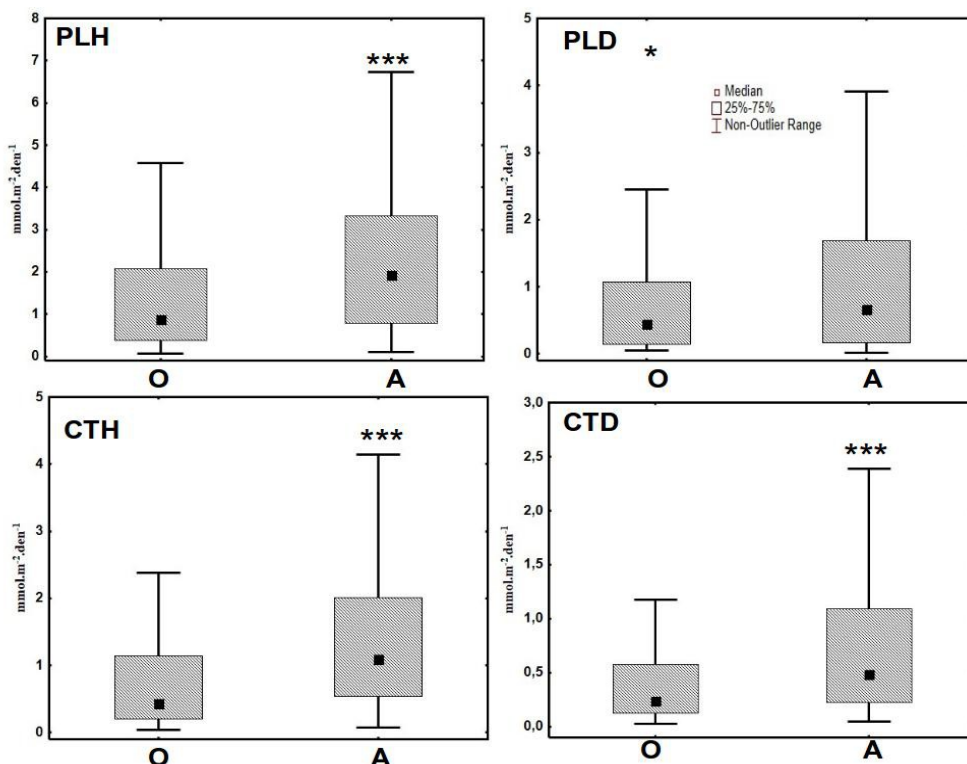 PLH
***
8
7
6
5
4
3
2
1
0
mmol.m⁻².den⁻¹
O A
PLD
*
Median
25%-75%
Non-Outlier Range
5
4
3
2
1
0
mmol.m⁻².den⁻¹
O A
CTH
***
5
4
3
2
1
0
mmol.m⁻².den⁻¹
O A
CTD
***
3,0
2,5
2,0
1,5
1,0
0,5
0,0
mmol.m⁻².den⁻¹
O A